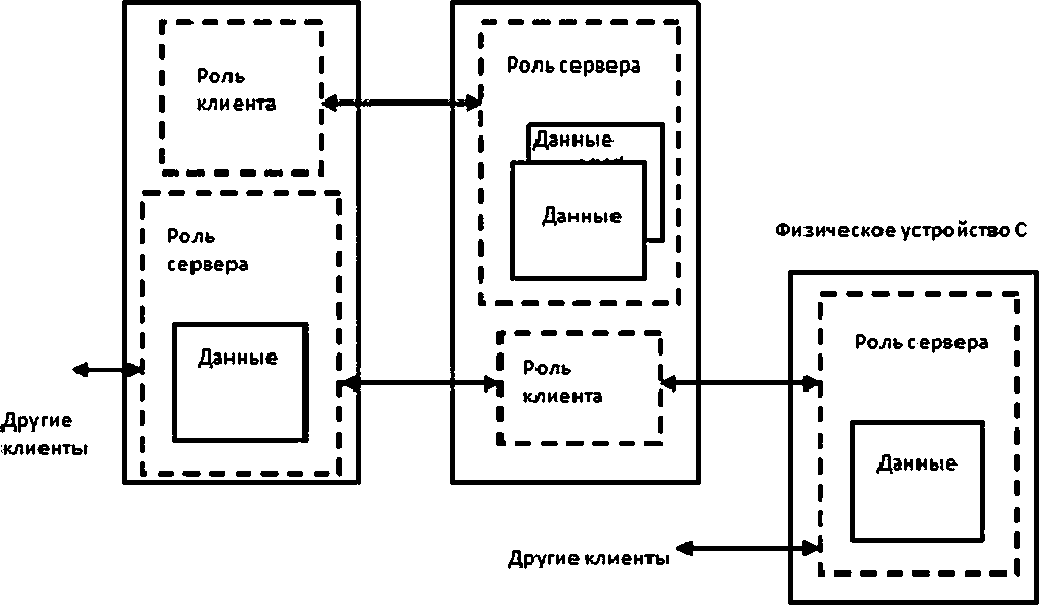 Роль
клиента
Роль
сервера
Данные
Другие
клиенты
Роль сервера
Данные
Данные
Роль
клиента
Физическое устройство С
Роль сервера
Данные
Другие клиенты